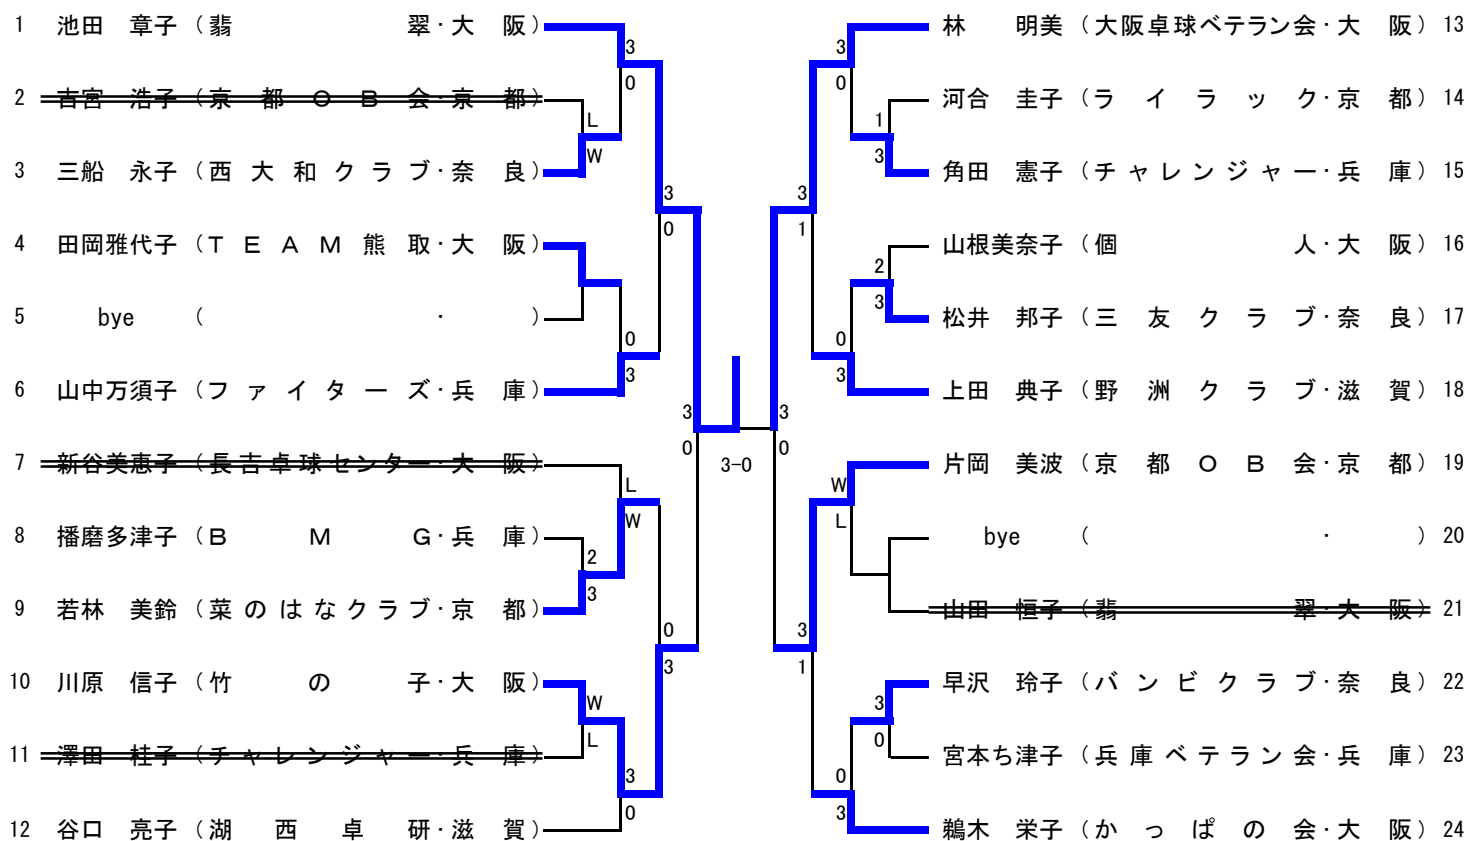 1 池田 章子 (翡 翠・大 阪)
3
0
2 吉宮 浩子 (京 都 O B 会・京 都)
L
W
3 三船 永子 (西 大 和 ク ラ ブ・奈 良)
3
0
4 田岡雅代子 (T E A M 熊 取・大 阪)
5 bye ( ・ )
0
3
6 山中万須子 (フ ァ イ タ ー ズ・兵 庫)
3
0
7 新谷美恵子 (長 吉 卓 球 セ ン タ ー・大 阪)
L
W
8 播磨多津子 (B M G・兵 庫)
2
3
9 若林 美鈴 (菜 の は な ク ラ ブ・京 都)
0
3
10 川原 信子 (竹 の 子・大 阪)
W
L
11 澤田 桂子 (チ ャ レ ン ジ ャ ー・兵 庫)
3
0
12 谷口 亮子 (湖 西 卓 研・滋 賀)
3-0
林 明美 (大阪卓球ベテラン会・大 阪) 13
3
0
河合 圭子 (ラ イ ラ ッ ク・京 都) 14
1
3
角田 憲子 (チ ャ レ ン ジ ャ ー・兵 庫) 15
3
1
山根美奈子 (個 人・大 阪) 16
2
3
松井 邦子 (三 友 ク ラ ブ・奈 良) 17
0
3
上田 典子 (野 洲 ク ラ ブ・滋 賀) 18
3
0
片岡 美波 (京 都 O B 会・京 都) 19
W
L
bye ( ・ ) 20
山田 恒子 (翡 翠・大 阪) 21
3
1
早沢 玲子 (バ ン ビ ク ラ ブ・奈 良) 22
3
0
宮本ち津子 (兵 庫 ベ テ ラ ン 会・兵 庫) 23
0
3
鵜木 栄子 (か っ ぱ の 会・大 阪) 24